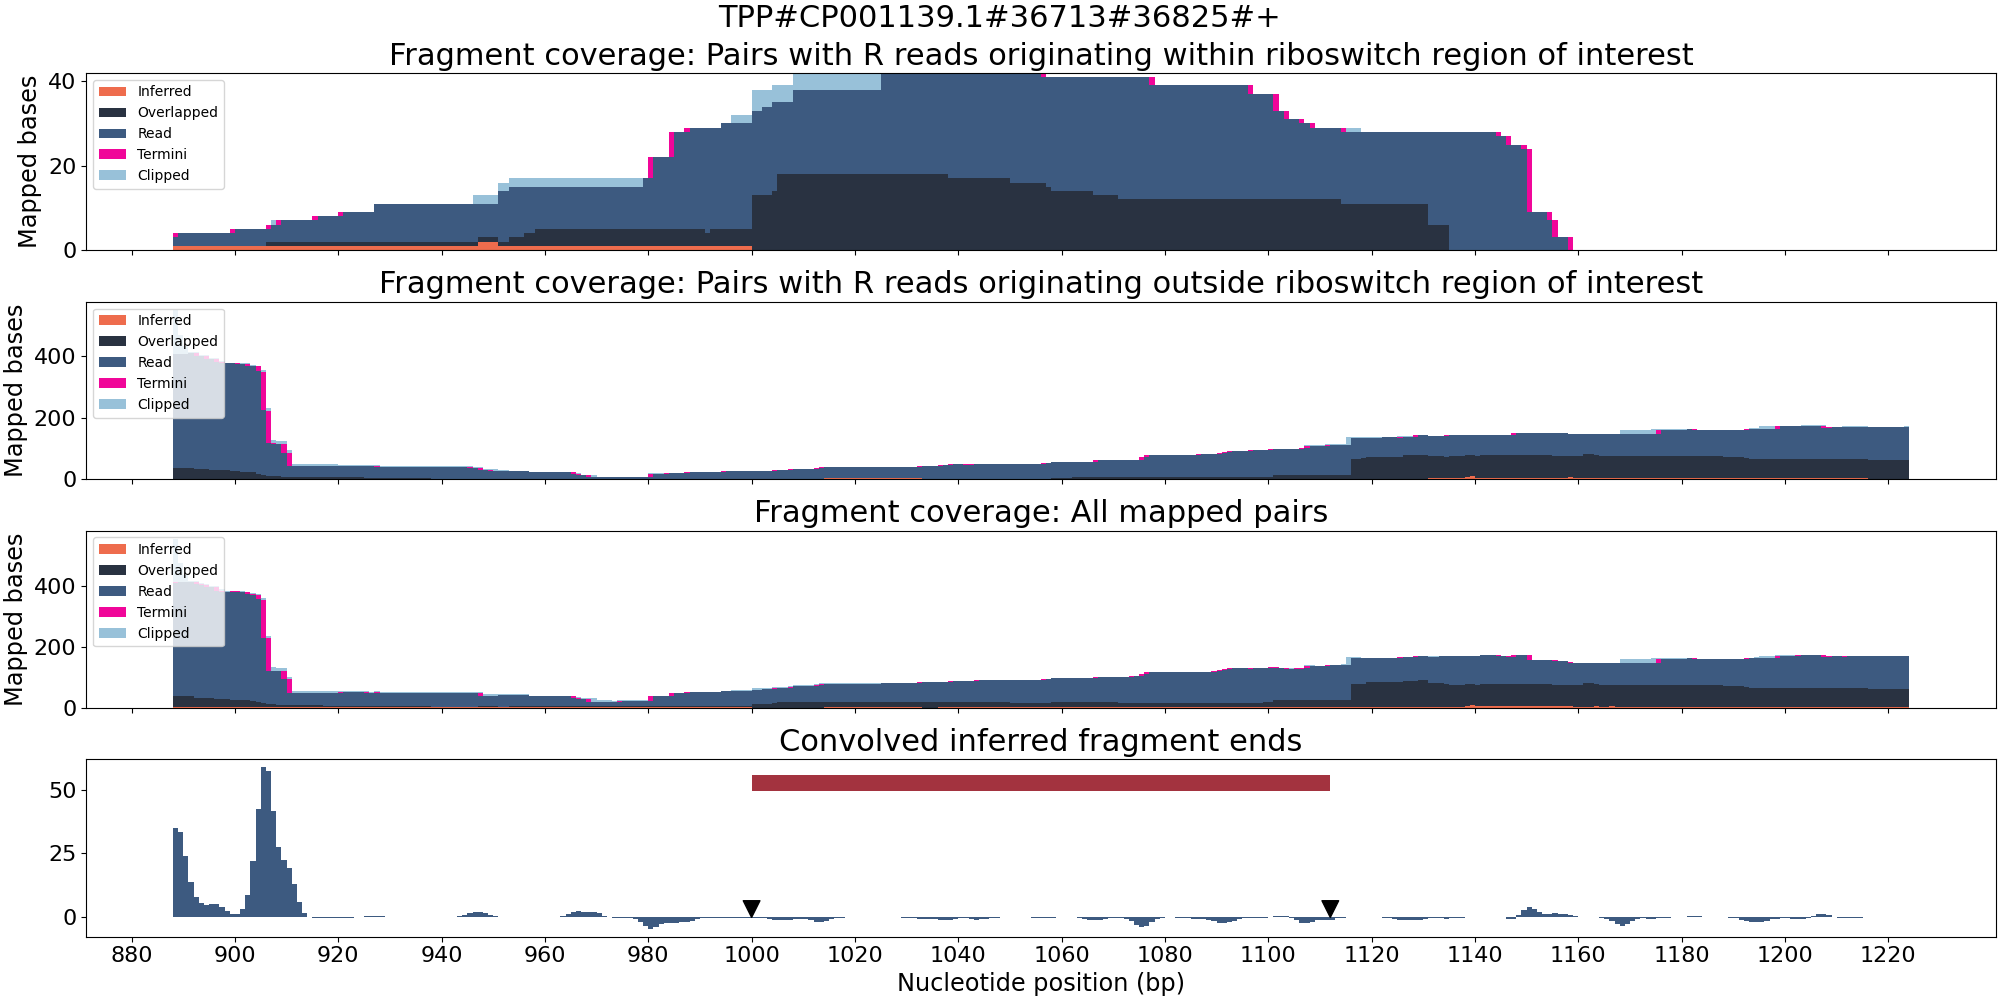 TPP#CP001139.1#36713#36825#+
Fragment coverage: Pairs with R reads originating within riboswitch region of interest
Mapped bases
40
20
0
Inferred
Overlapped
Read
Termini
Clipped
Fragment coverage: Pairs with R reads originating outside riboswitch region of interest
Mapped bases
400
200
0
Inferred
Overlapped
Read
Termini
Clipped
Fragment coverage: All mapped pairs
Mapped bases
400
200
0
Inferred
Overlapped
Read
Termini
Clipped
Convolved inferred fragment ends
50
25
0
880 900 920 940 960 980 1000 1020 1040 1060 1080 1100 1120 1140 1160 1180 1200 1220
Nucleotide position (bp)